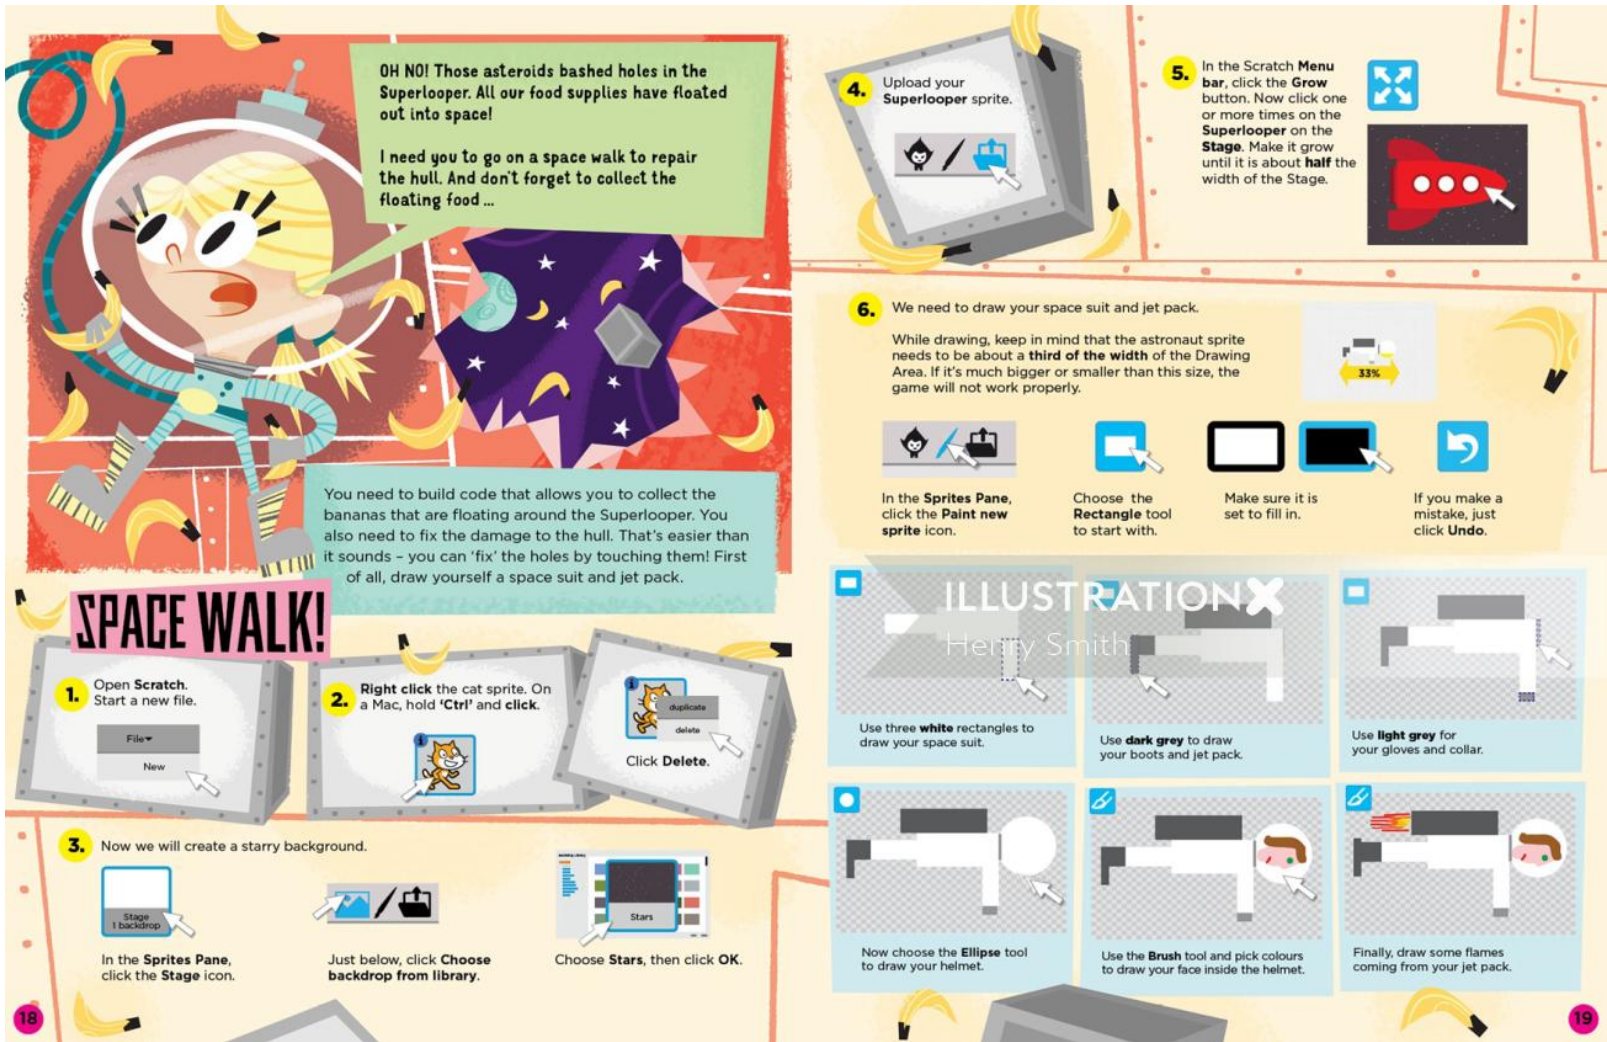 OH NO! Those asteroids bashed holes in the
Superlooper. All our food supplies have floated
out into space!
I need you to go on a space walk to repair
the hull. And don't forget to collect the
floating food ...
You need to build code that allows you to collect the
bananas that are floating around the Superlooper. You
also need to fix the damage to the hull. That's easier than
it sounds – you can 'fix' the holes by touching them! First
of all, draw yourself a space suit and jet pack.
SPACE WALK!
1.
Open Scratch.
Start a new file.
File
New
2.
Right click the cat sprite. On
a Mac, hold 'Ctrl' and click.
duplicate
delete
Click Delete.
3.
Now we will create a starry background.
Stage
1 backdrop
In the Sprites Pane,
click the Stage icon.
Just below, click Choose
backdrop from library.
Stars
Choose Stars, then click OK.
18
4.
Upload your
Superlooper sprite.
5.
In the Scratch Menu
bar, click the Grow
button. Now click one
or more times on the
Superlooper on the
Stage. Make it grow
until it is about half the
width of the Stage.
6.
We need to draw your space suit and jet pack.
While drawing, keep in mind that the astronaut sprite
needs to be about a third of the width of the Drawing
Area. If it's much bigger or smaller than this size, the
game will not work properly.
33%
In the Sprites Pane,
click the Paint new
sprite icon.
Choose the
Rectangle tool
to start with.
Make sure it is
set to fill in.
If you make a
mistake, just
click Undo.
ILLUSTRATIONX
Henry Smith
Use three white rectangles to
draw your space suit.
Use dark grey to draw
your boots and jet pack.
Use light grey for
your gloves and collar.
Now choose the Ellipse tool
to draw your helmet.
Use the Brush tool and pick colours
to draw your face inside the helmet.
Finally, draw some flames
coming from your jet pack.
19